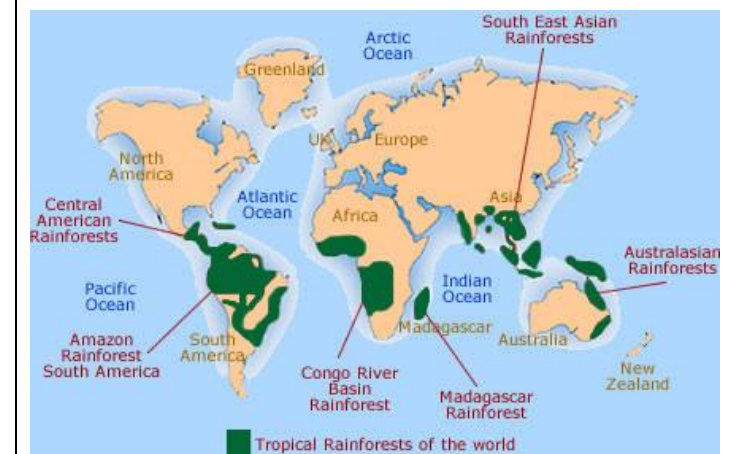 South East Asian
Rainforests
Arctic
Ocean
Greenland
UK
Europe
North
America
Asia
Atlantic
Ocean
Central
American
Rainforests
Africa
Australasian
Rainforests
Pacific
Ocean
Indian
Ocean
Madagascar
Australia
Amazon
Rainforest
South America
South
America
New
Zealand
Congo River
Basin
Rainforest
Madagascar
Rainforest
Tropical Rainforests of the world